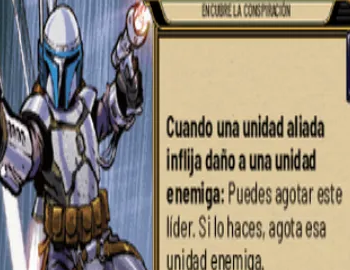 ENCUBRE LA CONSPIRACIÓN
Cuando una unidad aliada
inflija daño a una unidad
enemiga: Puedes agotar este
líder. Si lo haces, agota esa
unidad enemiga.